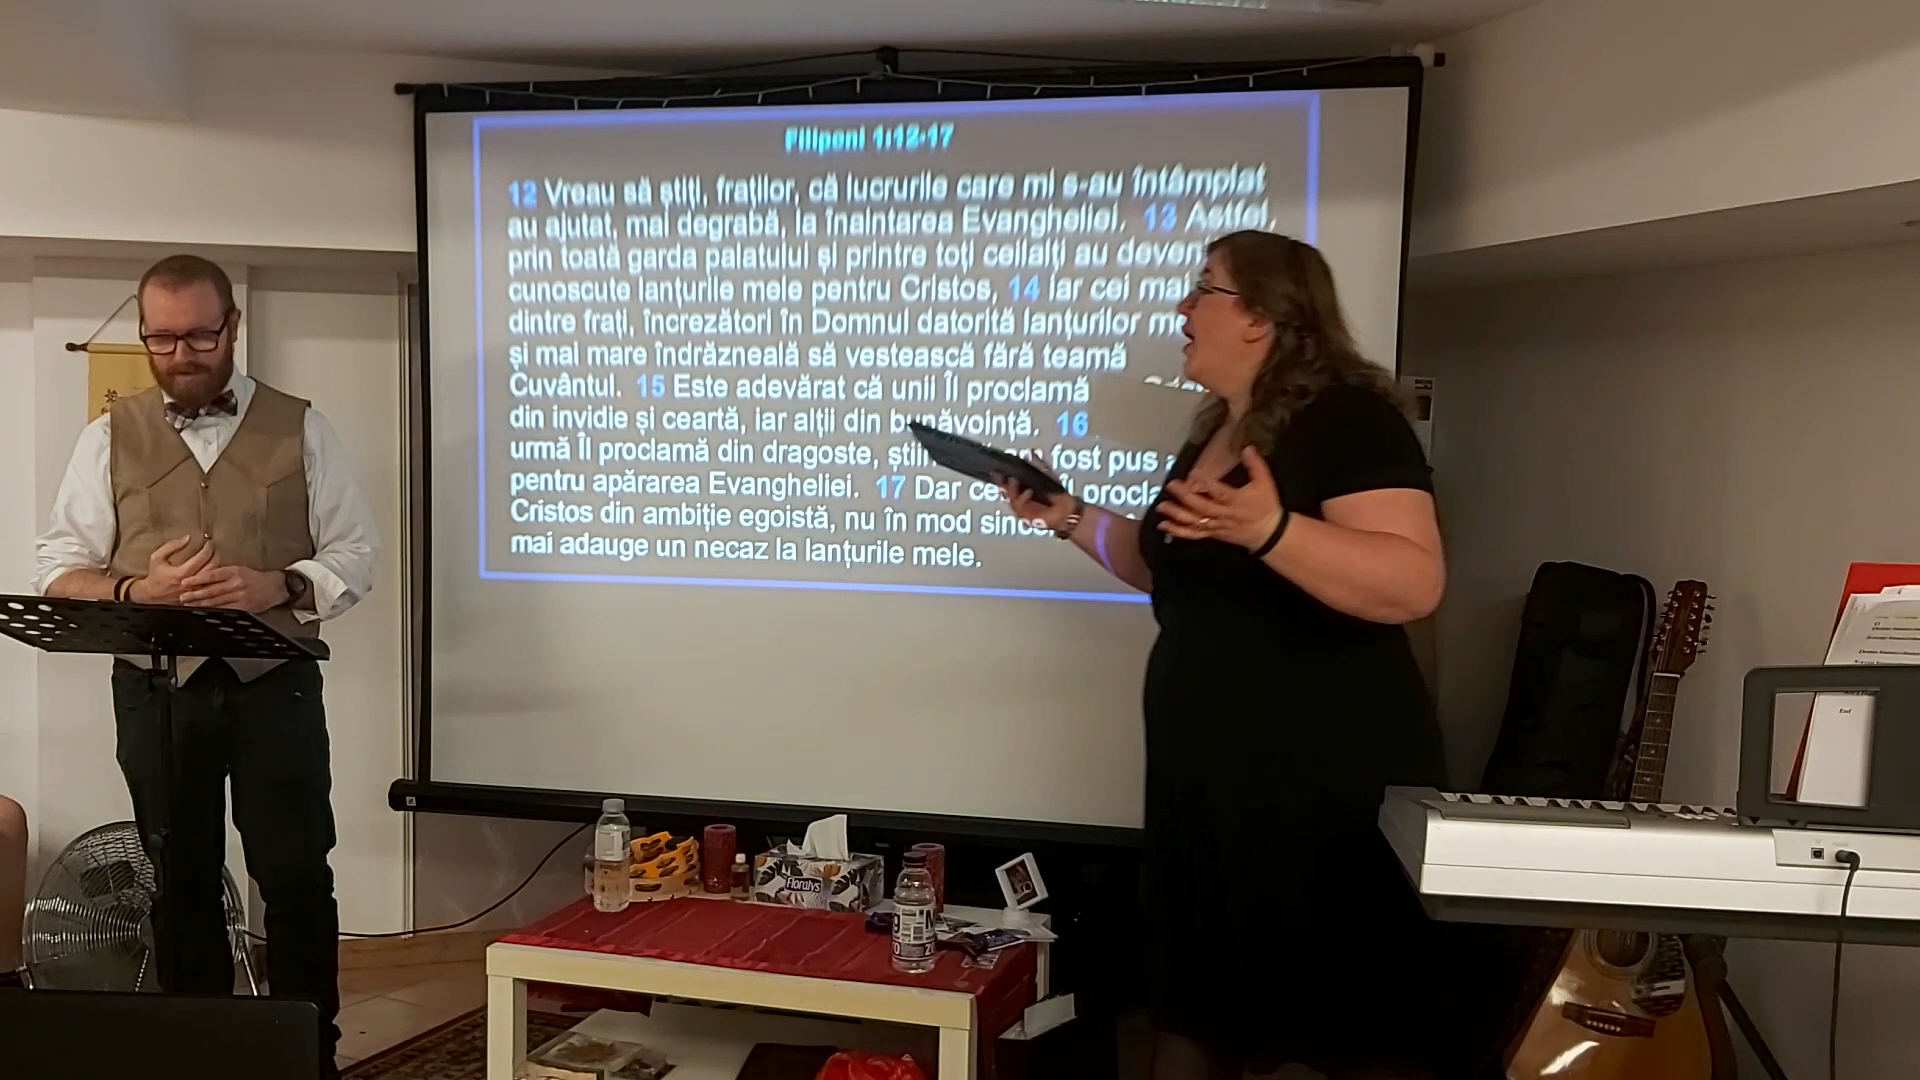 Filipeni 1:12-17
12 Vreau să știți, fraților, că lucrurile care mi s-au întâmplat
au ajutat, mai degrabă, la înaintarea Evangheliei. 13 Astfel,
prin toată garda palatului și printre toți ceilalți au
cunoscute lanțurile mele pentru Cristos, 14 iar cei mai
dintre frați, încrezători în Domnul datorită lanțurilor
și mai mare îndrăzneală să vestească fără teamă
Cuvântul. 15 Este adevărat că unii Îl proclamă
din invidie și ceartă, iar alții din bunăvoință. 16
urmă Îl proclamă din dragoste, fost pus
pentru apărarea Evangheliei. 17 Dar Îl
Cristos din ambiție egoistă, nu în mod
mai adauge un necaz la lanțurile mele.
Floralys
End